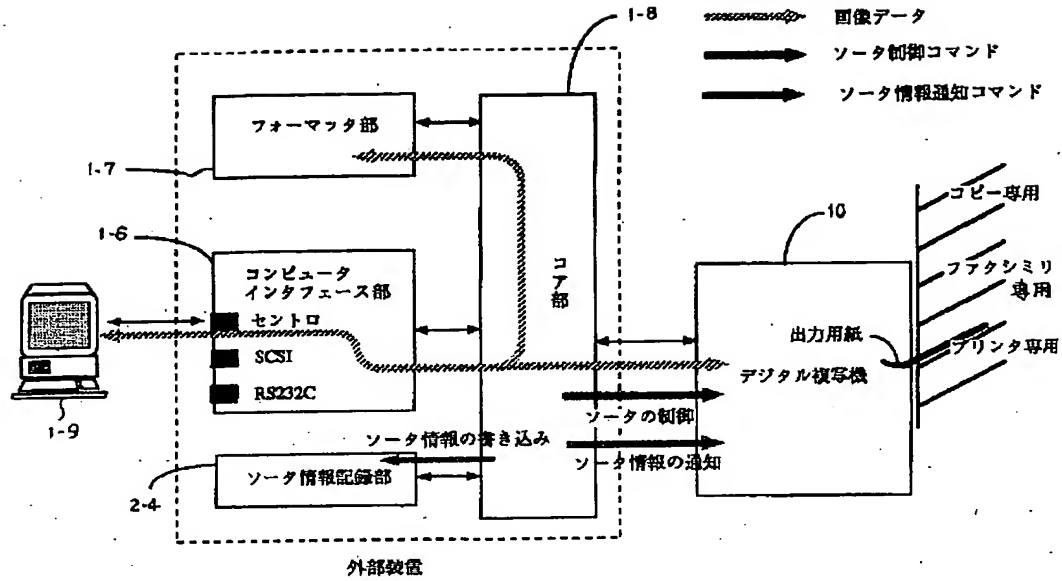 1-8
画像データ
ソータ制御コマンド
ソータ情報通知コマンド
フォーマッタ部
1-7
1-6
コンピュータ
インタフェース部
セントロ
SCSI
RS232C
コア部
10
コピー専用
ファクシミリ
専用
プリンタ専用
出力用紙
デジタル複写機
1-9
ソータの制御
ソータ情報の書き込み
ソータ情報の通知
ソータ情報記録部
2-4
外部装置